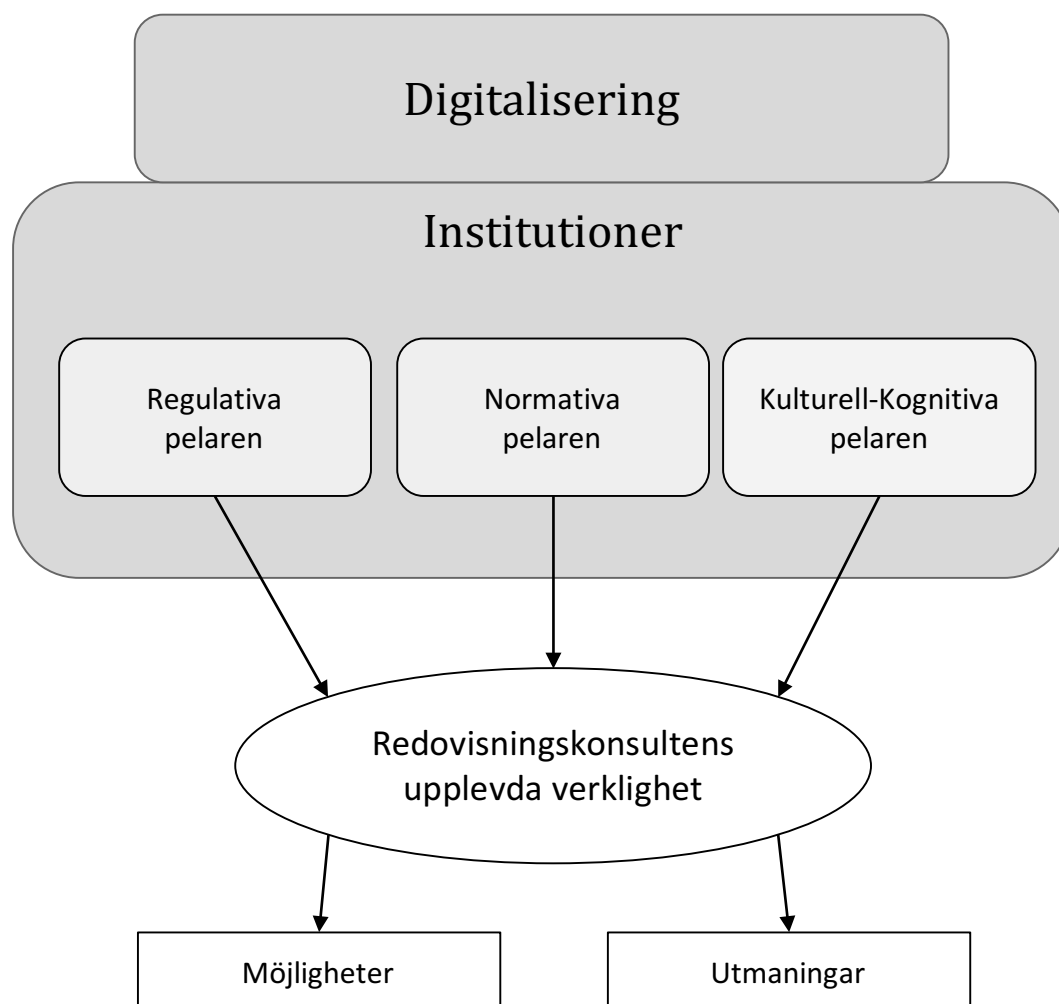 Digitalisering
Institutioner
Regulativa
pelaren
Normativa
pelaren
Kulturell-Kognitiva
pelaren
Redovisningskonsultens
upplevda verklighet
Möjligheter
Utmaningar